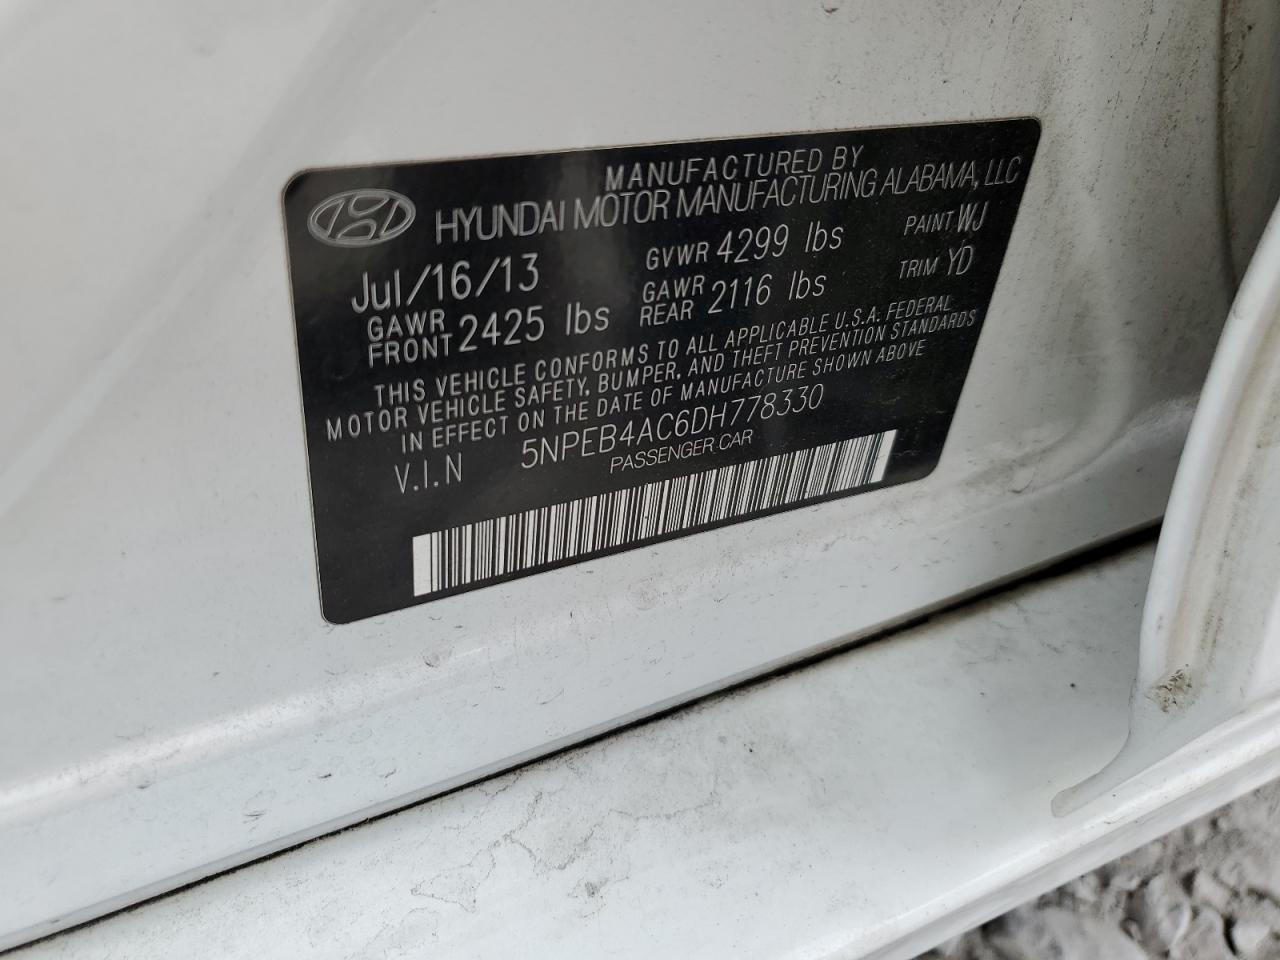 MANUFACTURED BY
HYUNDAI MOTOR MANUFACTURING ALABAMA, LLC
Jul/16/13 GVWR 4299 lbs PAINT WJ
GAWR FRONT 2425 lbs GAWR REAR 2116 lbs TRIM YD
THIS VEHICLE CONFORMS TO ALL APPLICABLE U.S.A. FEDERAL
MOTOR VEHICLE SAFETY, BUMPER, AND THEFT PREVENTION STANDARDS
IN EFFECT ON THE DATE OF MANUFACTURE SHOWN ABOVE
V.I.N 5NPEB4AC6DH778330
PASSENGER CAR